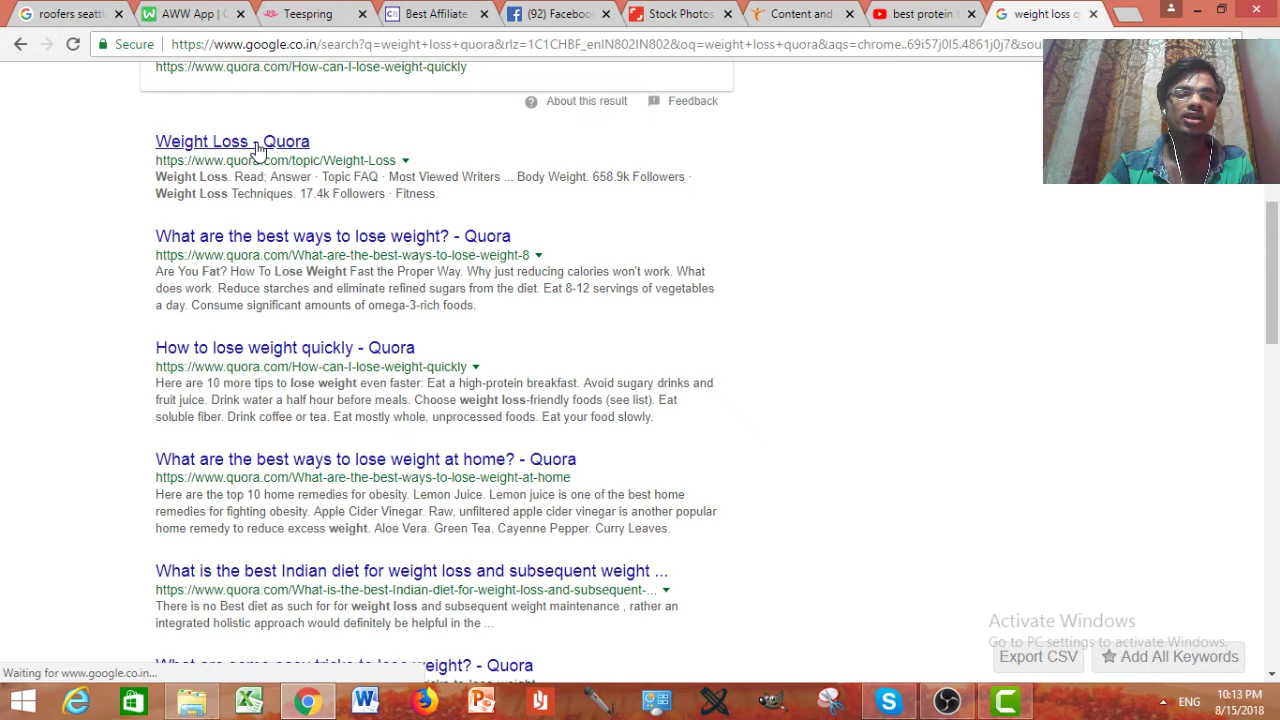 roofers seattl
AWW App | O
Teespring
Best Affiliate
(92) Facebook
Stock Photos,
Content and
best protein t
weight loss q
Secure
https://www.google.co.in/search?q=weight+loss+quora&rlz=1C1CHBF_enIN802IN802&oq=weight+loss+quora&aqs=chrome..69i57j0l5.4861j0j7&sou
https://www.quora.com/How-can-I-lose-weight-quickly
About this result
Feedback
Weight Loss - Quora
https://www.quora.com/topic/Weight-Loss
Weight Loss. Read; Answer · Topic FAQ · Most Viewed Writers ... Body Weight. 658.9k Followers ·
Weight Loss Techniques. 17.4k Followers · Fitness.
What are the best ways to lose weight? - Quora
https://www.quora.com/What-are-the-best-ways-to-lose-weight-8
Are You Fat? How To Lose Weight Fast the Proper Way. Why just reducing calories won't work. What
does work. Reduce starches and eliminate refined sugars from the diet. Eat 8-12 servings of vegetables
a day. Consume significant amounts of omega-3-rich foods.
How to lose weight quickly - Quora
https://www.quora.com/How-can-I-lose-weight-quickly
Here are 10 more tips to lose weight even faster: Eat a high-protein breakfast. Avoid sugary drinks and
fruit juice. Drink water a half hour before meals. Choose weight loss-friendly foods (see list). Eat
soluble fiber. Drink coffee or tea. Eat mostly whole, unprocessed foods. Eat your food slowly.
What are the best ways to lose weight at home? - Quora
https://www.quora.com/What-are-the-best-ways-to-lose-weight-at-home
Here are the top 10 home remedies for obesity. Lemon Juice. Lemon juice is one of the best home
remedies for fighting obesity. Apple Cider Vinegar. Raw, unfiltered apple cider vinegar is another popular
home remedy to reduce excess weight. Aloe Vera. Green Tea. Cayenne Pepper. Curry Leaves.
What is the best Indian diet for weight loss and subsequent weight ...
https://www.quora.com/What-is-the-best-Indian-diet-for-weight-loss-and-subsequent-...
There is no Best diet as such for for weight loss and subsequent weight maintenance , rather an
integrated holistic approach would definitely be helpful in the ...
Activate Windows
Go to PC settings to activate Windows.
Export CSV
Add All Keywords
What are some easy tricks to lose weight? - Quora
Waiting for www.google.co.in...
ENG
10:13 PM
8/15/2018